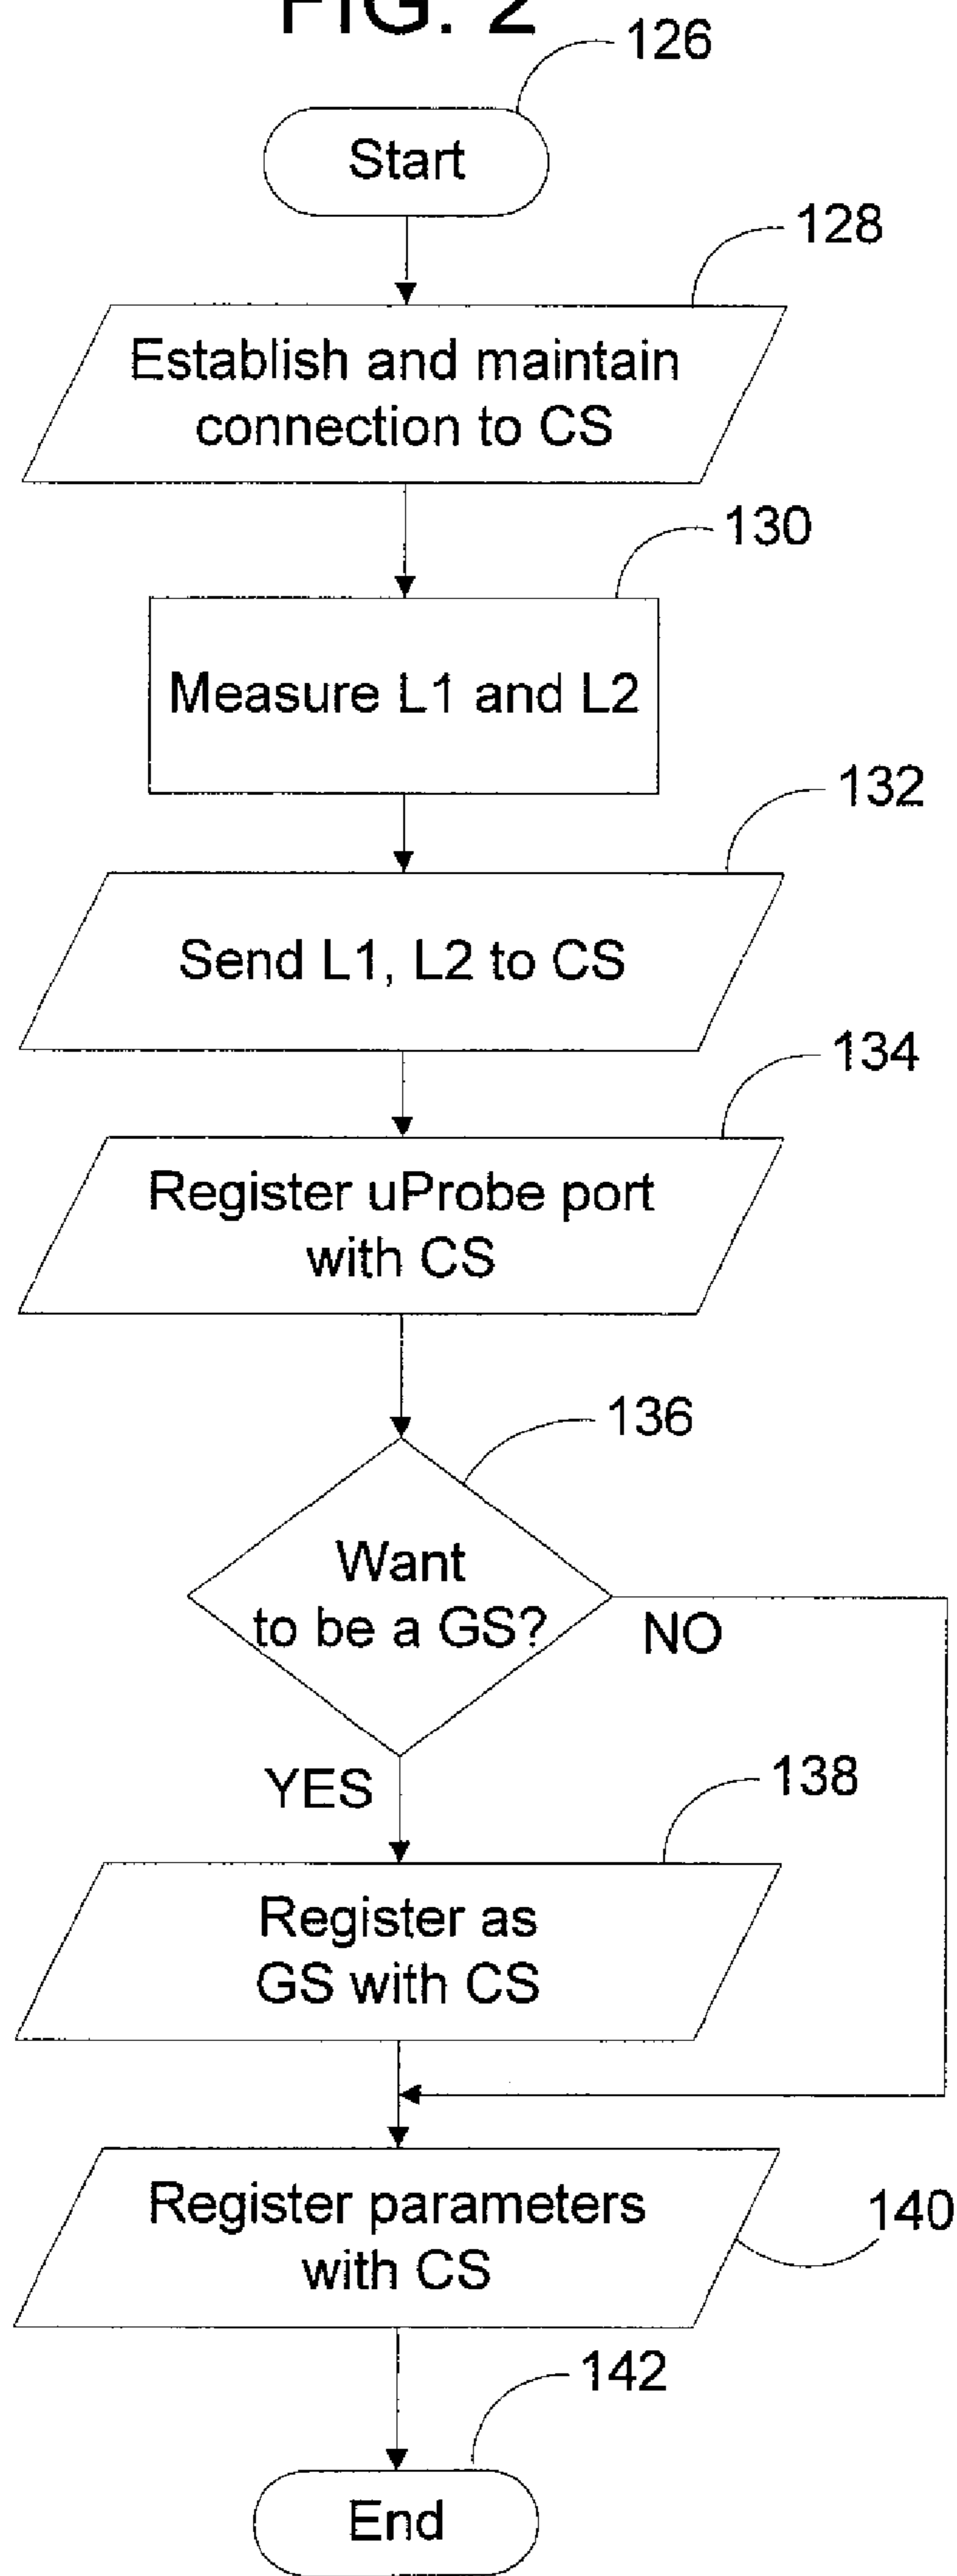 FIG. 2
126
Start
128
Establish and maintain
connection to CS
130
Measure L1 and L2
132
Send L1, L2 to CS
134
Register uProbe port
with CS
136
Want
to be a GS?
NO
YES
138
Register as
GS with CS
Register parameters
with CS
140
142
End